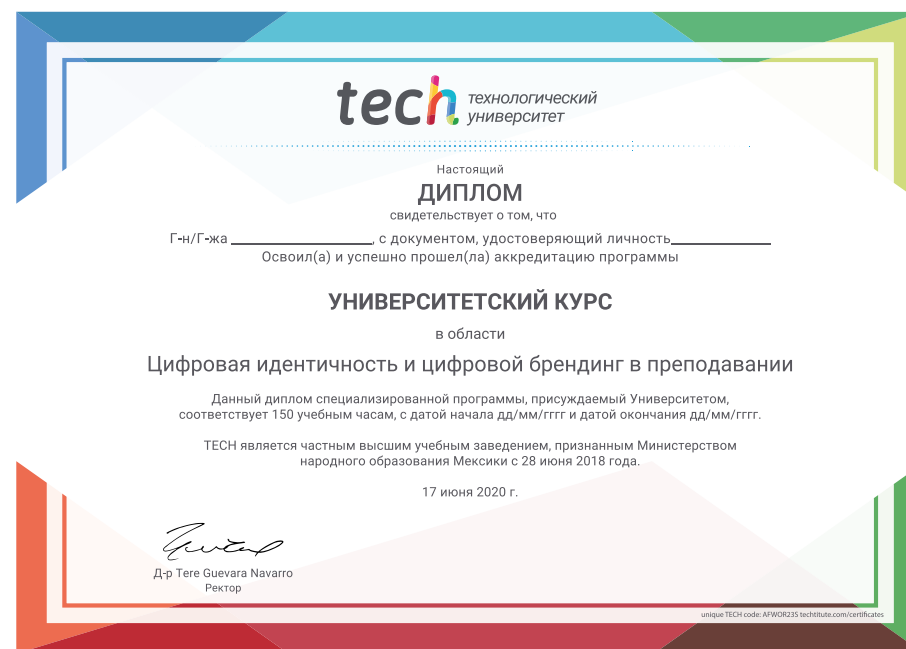 tech технологический
университет
Настоящий
ДИПЛОМ
свидетельствует о том, что
Г-н/Г-жа ____________________, с документом, удостоверяющий личность______________
Освоил(а) и успешно прошел(ла) аккредитацию программы
УНИВЕРСИТЕТСКИЙ КУРС
в области
Цифровая идентичность и цифровой брендинг в преподавании
Данный диплом специализированной программы, присуждаемый Университетом,
соответствует 150 учебным часам, с датой начала дд/мм/гггг и датой окончания дд/мм/гггг.
TECH является частным высшим учебным заведением, признанным Министерством
народного образования Мексики с 28 июня 2018 года.
17 июня 2020 г.
Д-р Tere Guevara Navarro
Ректор
unique TECH code: AFWOR23S techtitute.com/certificates